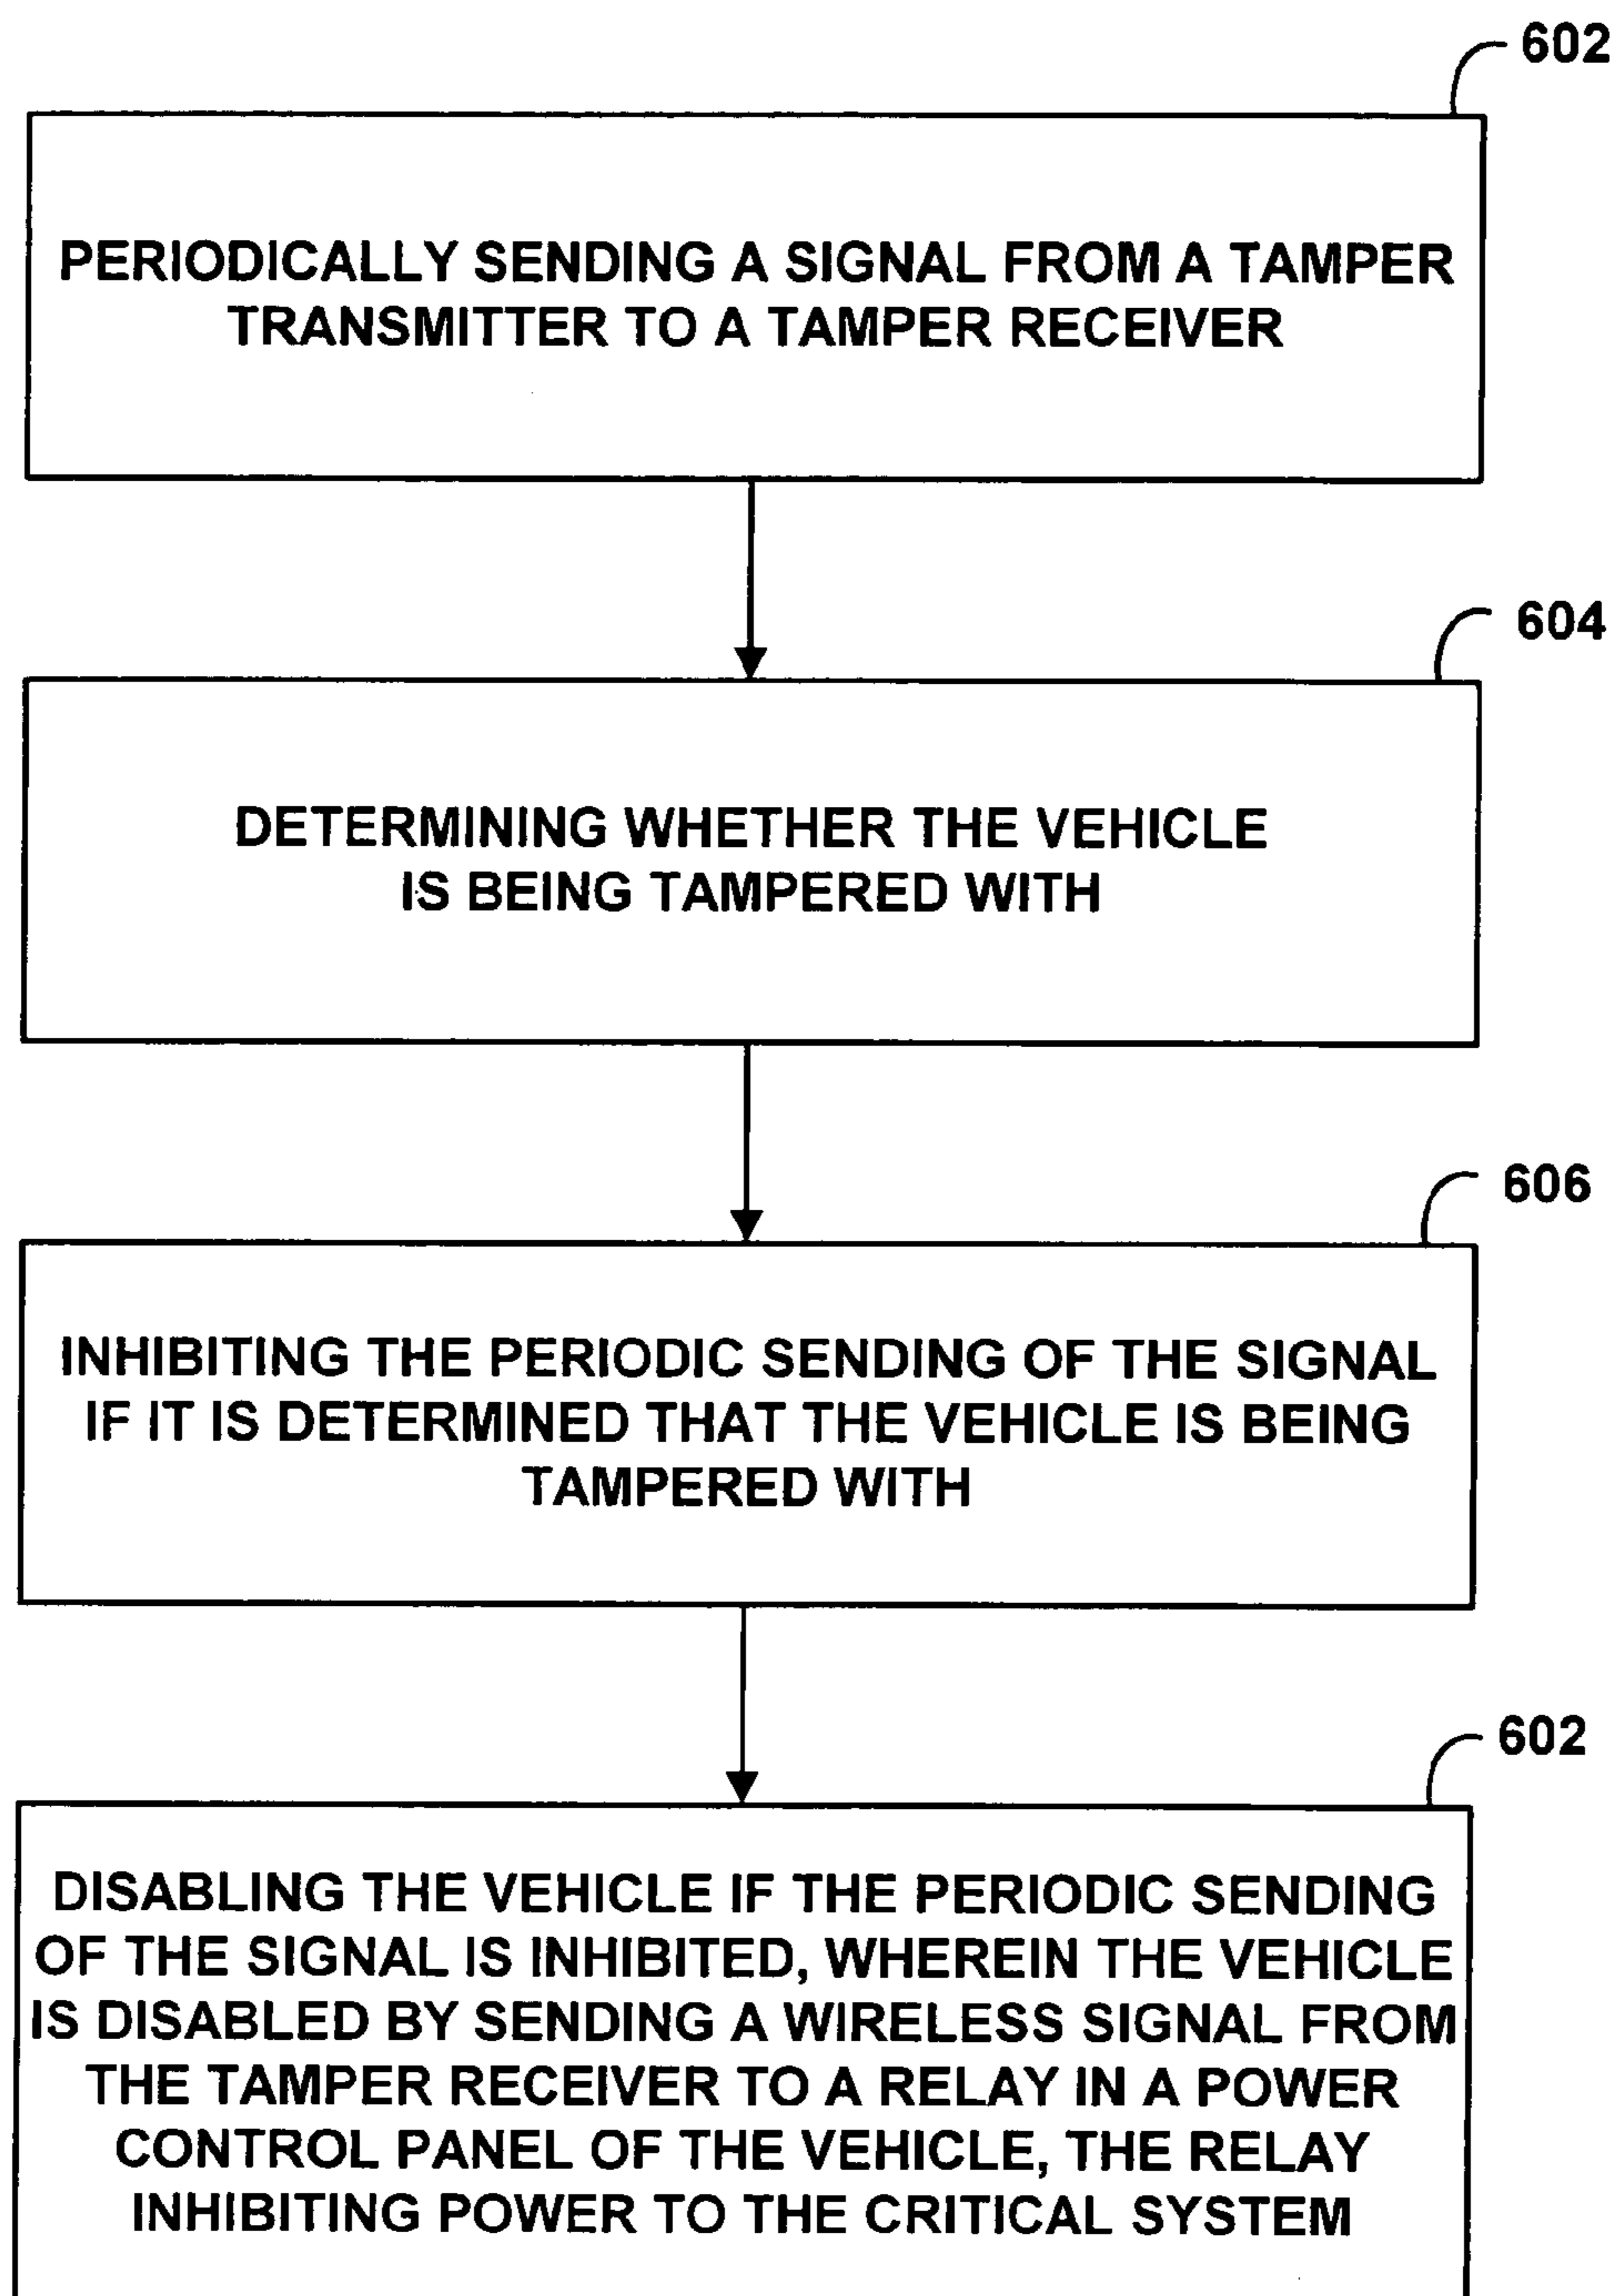 602
PERIODICALLY SENDING A SIGNAL FROM A TAMPER
TRANSMITTER TO A TAMPER RECEIVER
604
DETERMINING WHETHER THE VEHICLE
IS BEING TAMPERED WITH
606
INHIBITING THE PERIODIC SENDING OF THE SIGNAL
IF IT IS DETERMINED THAT THE VEHICLE IS BEING
TAMPERED WITH
602
DISABLING THE VEHICLE IF THE PERIODIC SENDING
OF THE SIGNAL IS INHIBITED, WHEREIN THE VEHICLE
IS DISABLED BY SENDING A WIRELESS SIGNAL FROM
THE TAMPER RECEIVER TO A RELAY IN A POWER
CONTROL PANEL OF THE VEHICLE, THE RELAY
INHIBITING POWER TO THE CRITICAL SYSTEM